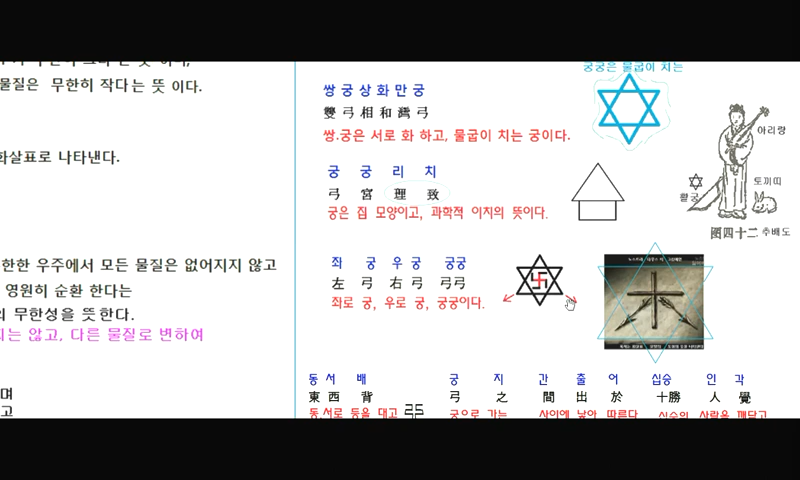 물질은 무한히 작다는 뜻 이다.
화살표로 나타낸다.
한한 우주에서 모든 물질은 없어지지 않고
영원히 순환 한다는
의 무한성을 뜻한다.
지는 않고, 다른 물질로 변하여
며
고
궁궁은 물굽이 치는
쌍 궁 상 화 만 궁
雙 弓 相 和 灣 弓
쌍.궁은 서로 화 하고, 물굽이 치는 궁이다.
궁 궁 리 치
弓 宮 理 致
궁은 집 모양이고, 과학적 이치의 뜻이다.
아리랑
토끼띠
활궁
二十四國
추배도
좌 궁 우 궁 궁궁
左 弓 右 弓 弓弓
좌로 궁, 우로 궁, 궁궁이다.
동 서 배 궁 지 간 출 어 십승 인 각
東 西 背 弓 之 間 出 於 十勝 人 覺
동.서로 등을 대고 궁으로 가는 사이에 낳아 따른다 십승의 사람을 깨달고